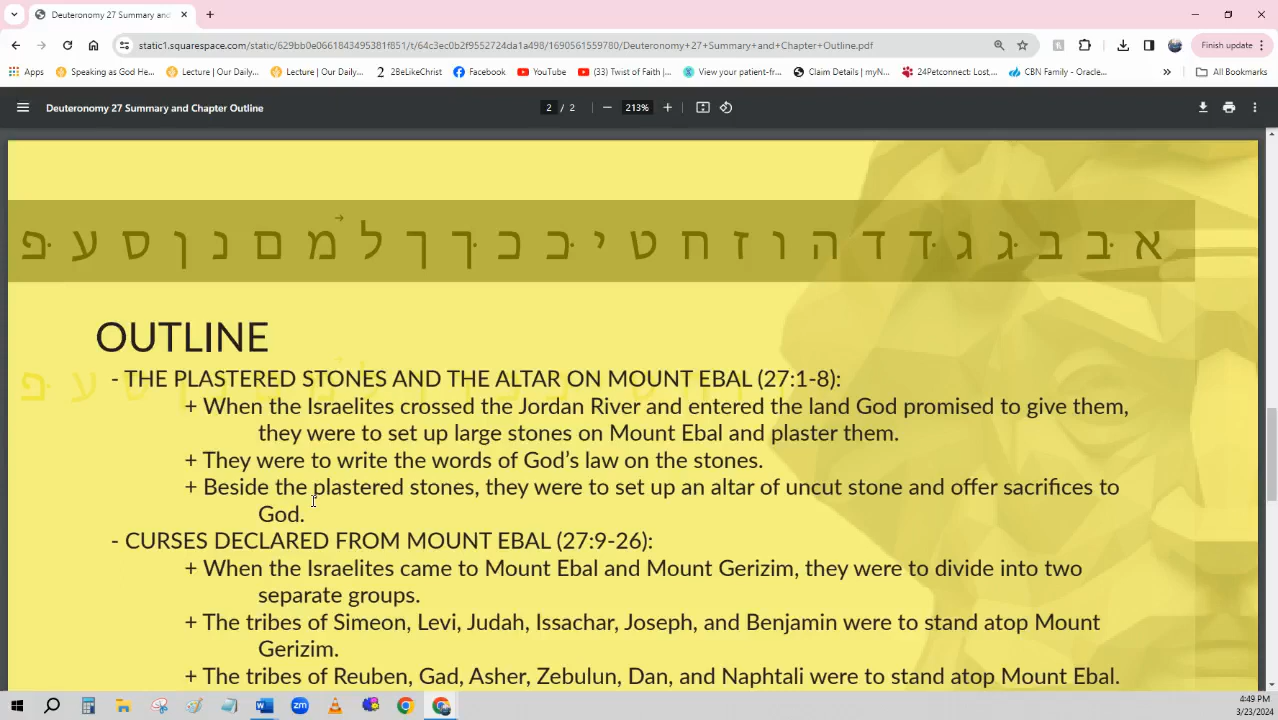 Deuteronomy 27 Summary and
static1.squarespace.com/static/629bb0e0661843f953bf0851/t/64c3ec0b2f9552724da1a498/1690561559780/Deuteronomy+27+Summary+and+Chapter+Outline.pdf
Finish update
Apps
Speaking as God He...
Lecture | Our Daily...
Lecture | Our Daily...
2 2BeLikeChrist
Facebook
YouTube
(33) Twist of Faith |...
View your patient-fr...
Claim Details | myN...
24Petconnect: Lost...
CBN Family - Oracle...
»
All Bookmarks
Deuteronomy 27 Summary and Chapter Outline
2 / 2
213%
א בּ ב גּ ג דּ ד ה ו ז ח ט י כּ כ ךּ ך ל מ ם נ ן ס ע פּ
OUTLINE
- THE PLASTERED STONES AND THE ALTAR ON MOUNT EBAL (27:1-8):
+ When the Israelites crossed the Jordan River and entered the land God promised to give them,
they were to set up large stones on Mount Ebal and plaster them.
+ They were to write the words of God's law on the stones.
+ Beside the plastered stones, they were to set up an altar of uncut stone and offer sacrifices to
God.
- CURSES DECLARED FROM MOUNT EBAL (27:9-26):
+ When the Israelites came to Mount Ebal and Mount Gerizim, they were to divide into two
separate groups.
+ The tribes of Simeon, Levi, Judah, Issachar, Joseph, and Benjamin were to stand atop Mount
Gerizim.
+ The tribes of Reuben, Gad, Asher, Zebulun, Dan, and Naphtali were to stand atop Mount Ebal.
4:49 PM
3/23/2024